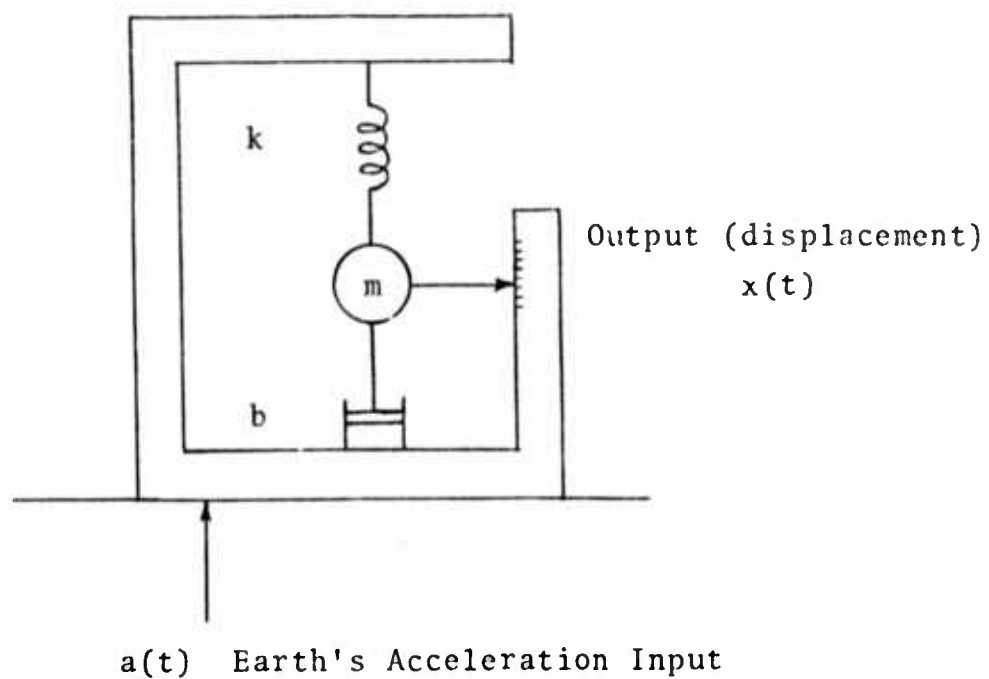 k
Output (displacement)
x(t)
m
b
a(t) Earth's Acceleration Input